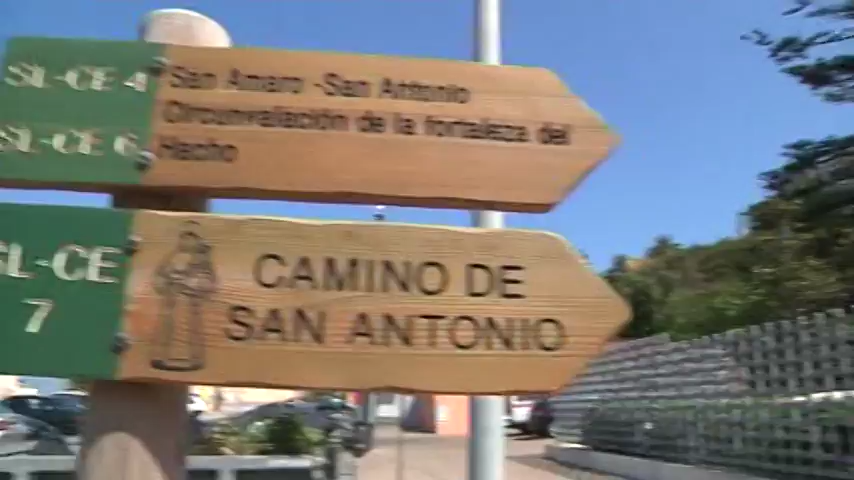 SL-CE 4
SL-CE 6
San Amaro - San Antonio
Circunvalación de la fortaleza del
Hacho
SL-CE
7
CAMINO DE
SAN ANTONIO